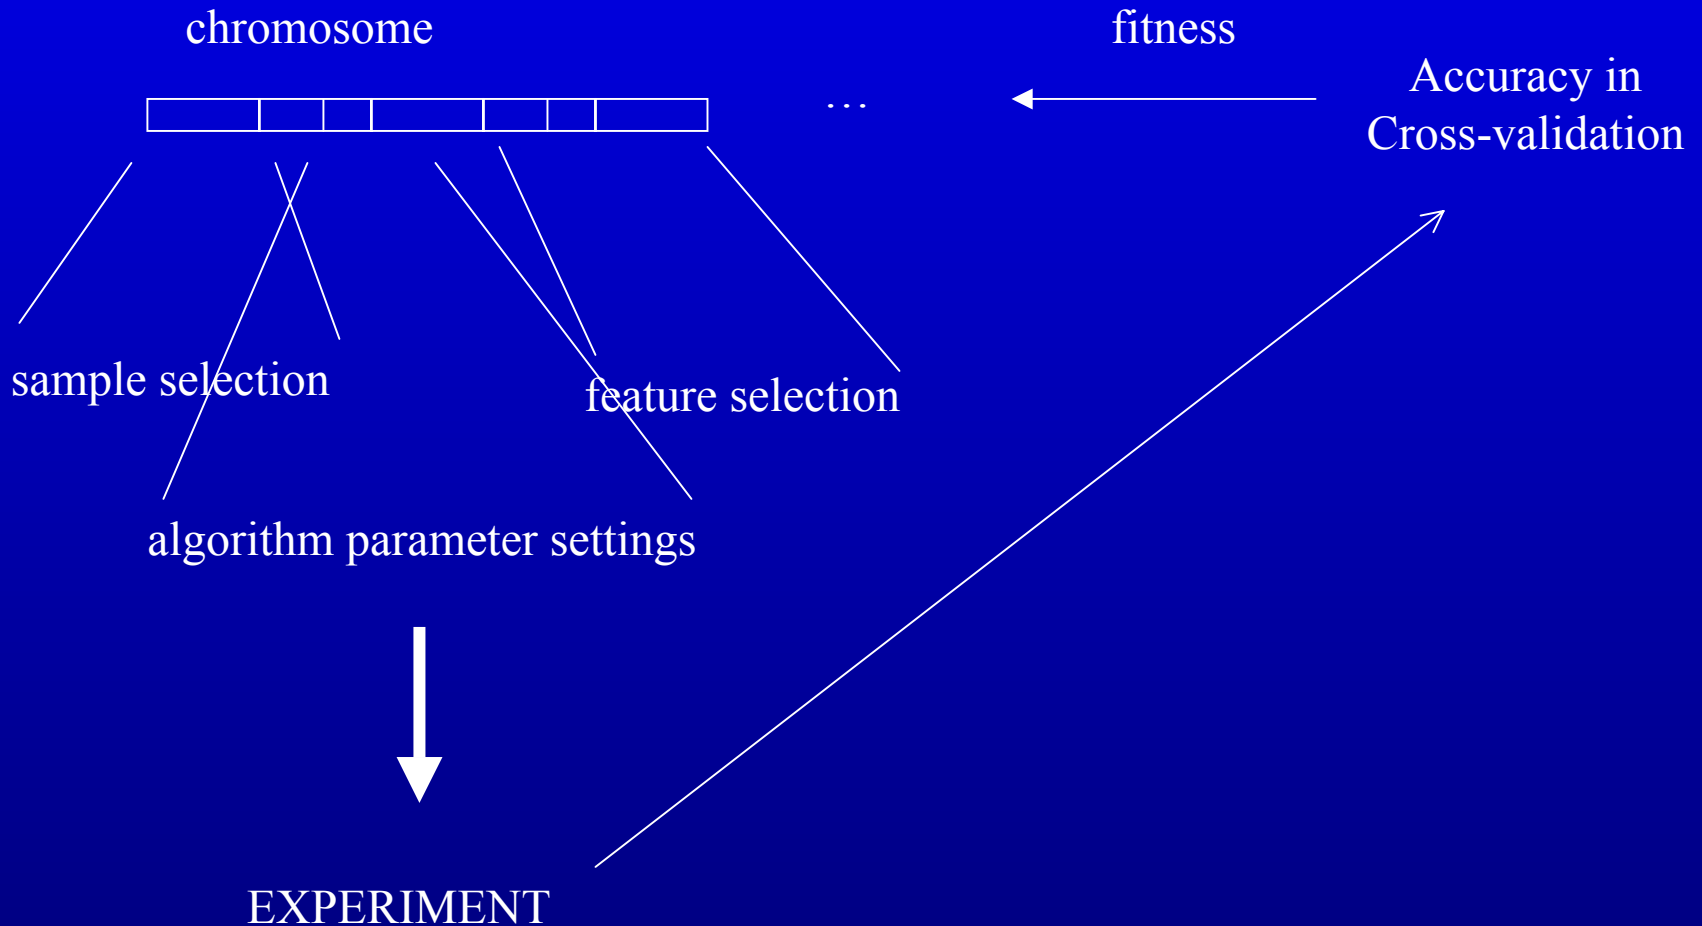 chromosome
fitness
Accuracy in
Cross-validation
...
sample selection
feature selection
algorithm parameter settings
EXPERIMENT